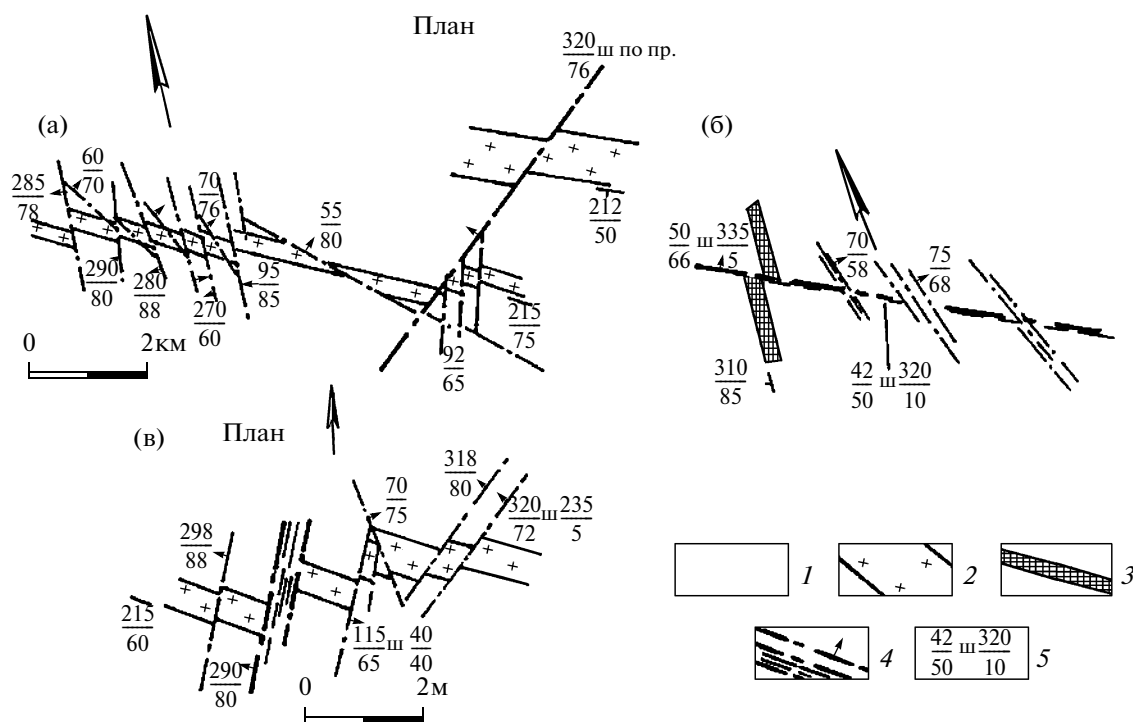 План
320/76 ш по пр.
(а)
(б)
60/70
285/78
70/76
55/80
212/50
290/80
280/88
270/60
95/85
215/75
92/65
0 2 км
50/66 ш 335/5
70/58
75/68
310/85
42/50 ш 320/10
(в)
План
70/75
318/80
320/72 ш 235/5
298/88
215/60
290/80
115/65 ш 40/40
0 2 м
1
2
3
4
42/50 ш 320/10
5